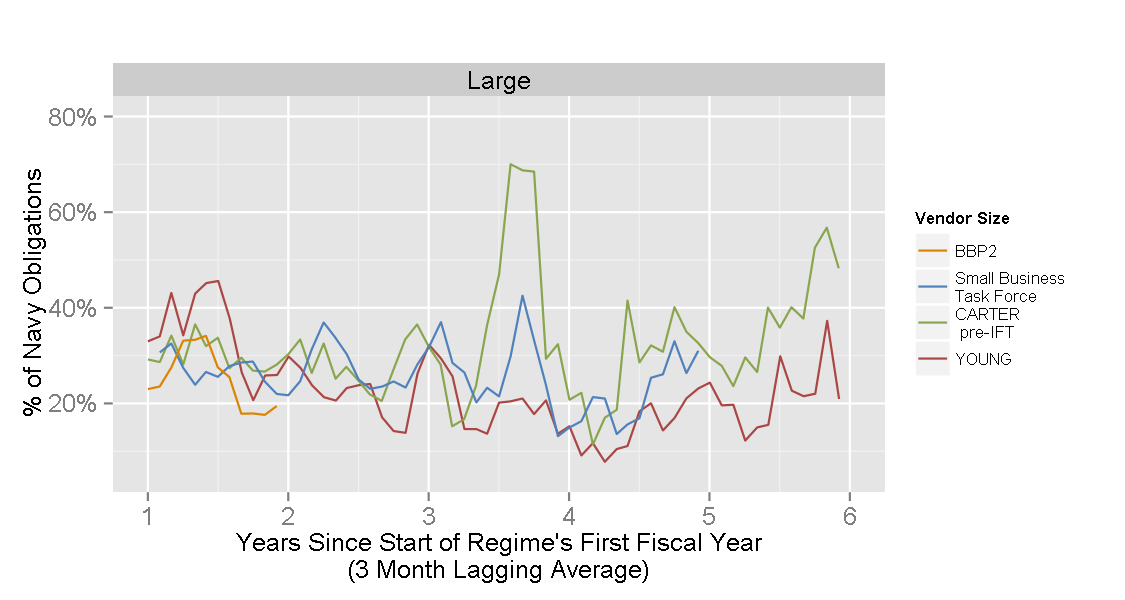 Large
80%
60%
40%
20%
% of Navy Obligations
1 2 3 4 5 6
Years Since Start of Regime's First Fiscal Year
(3 Month Lagging Average)
Vendor Size
BBP2
Small Business
Task Force
CARTER
pre-IFT
YOUNG